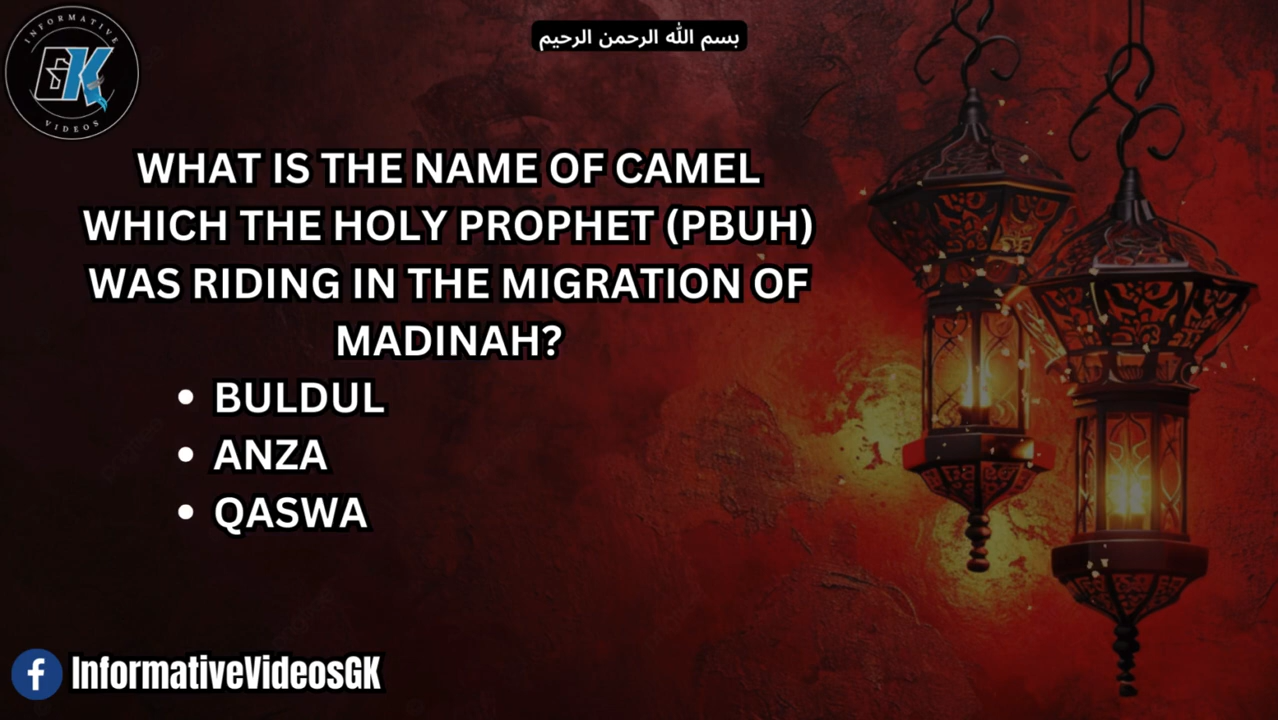 بسم الله الرحمن الرحيم
INFORMATIVE
GK
VIDEOS
WHAT IS THE NAME OF CAMEL
WHICH THE HOLY PROPHET (PBUH)
WAS RIDING IN THE MIGRATION OF
MADINAH?
• BULDUL
• ANZA
• QASWA
InformativeVideosGK